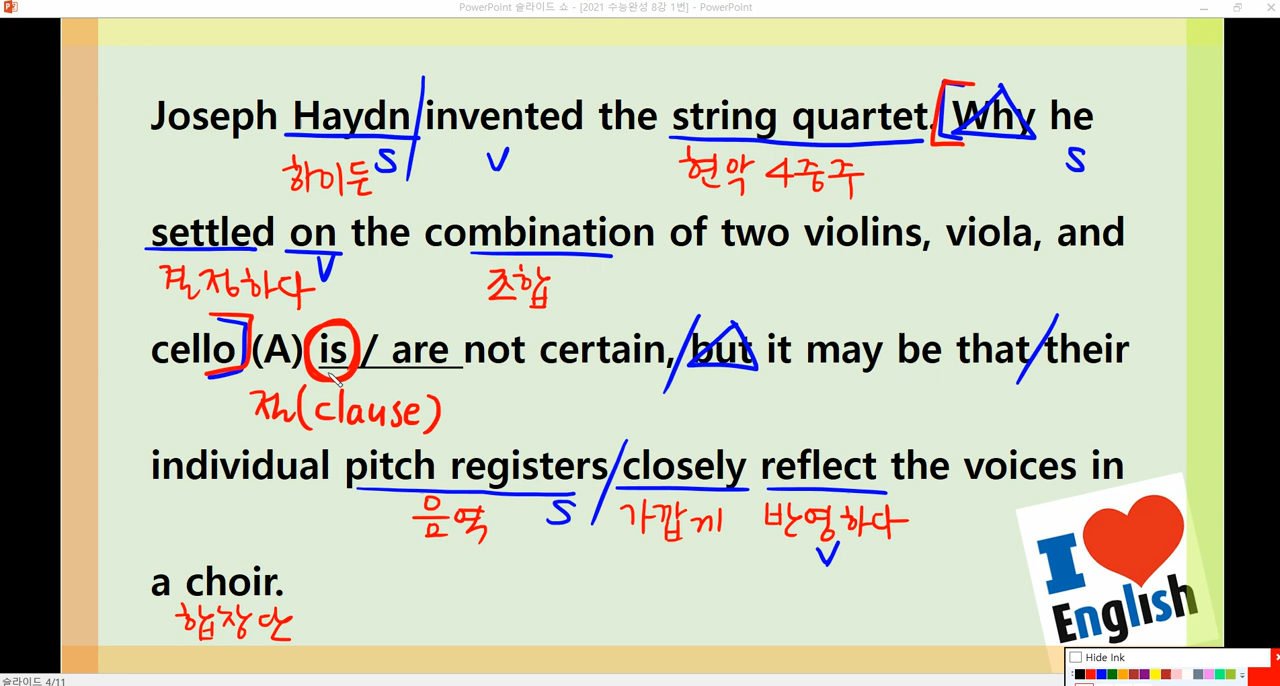 PowerPoint 슬라이드 쇼 - [2021 수능완성 8강 1번] - PowerPoint
Joseph Haydn invented the string quartet. Why he
하이든 S V 현악 4중주 S
settled on the combination of two violins, viola, and
결정하다 V 조합
cello (A) is / are not certain, but it may be that their
절(clause)
individual pitch registers closely reflect the voices in
음역 S 가깝게 반영하다
V
a choir.
합창단
I
English
Hide Ink
슬라이드 4/11